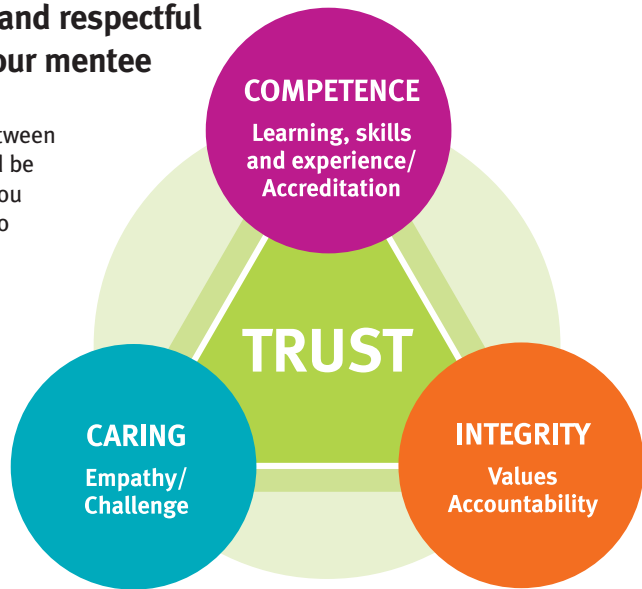 and respectful
our mentee
tween
d be
ou
o
COMPETENCE
Learning, skills
and experience/
Accreditation
TRUST
CARING
Empathy/
Challenge
INTEGRITY
Values
Accountability